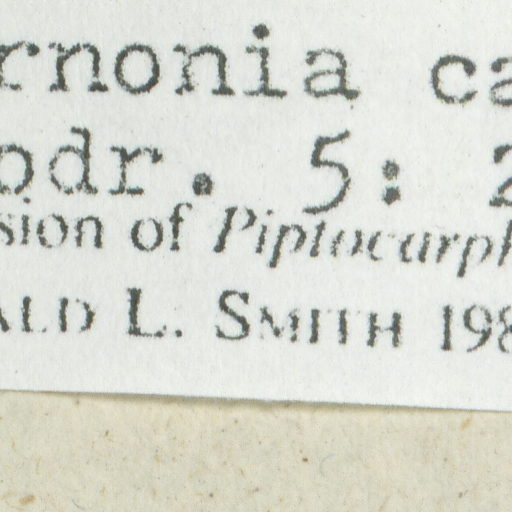 rnonia ca
odr. 5: 2
sion of Piptocarph
ALD L. SMITH 198